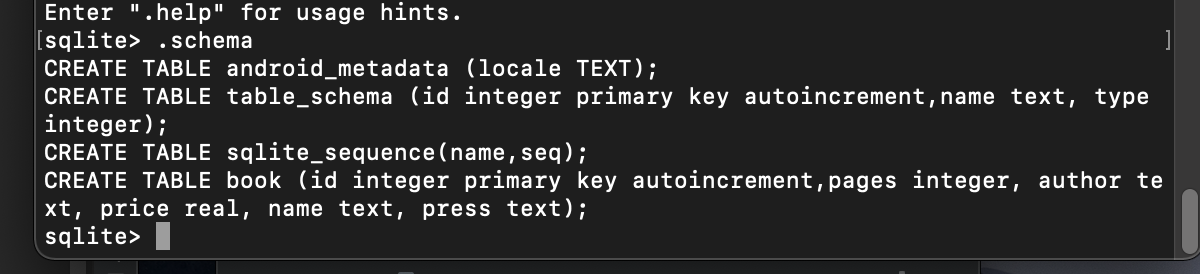 Enter ".help" for usage hints.
[sqlite> .schema ]
CREATE TABLE android_metadata (locale TEXT);
CREATE TABLE table_schema (id integer primary key autoincrement,name text, type
integer);
CREATE TABLE sqlite_sequence(name,seq);
CREATE TABLE book (id integer primary key autoincrement,pages integer, author te
xt, price real, name text, press text);
sqlite>